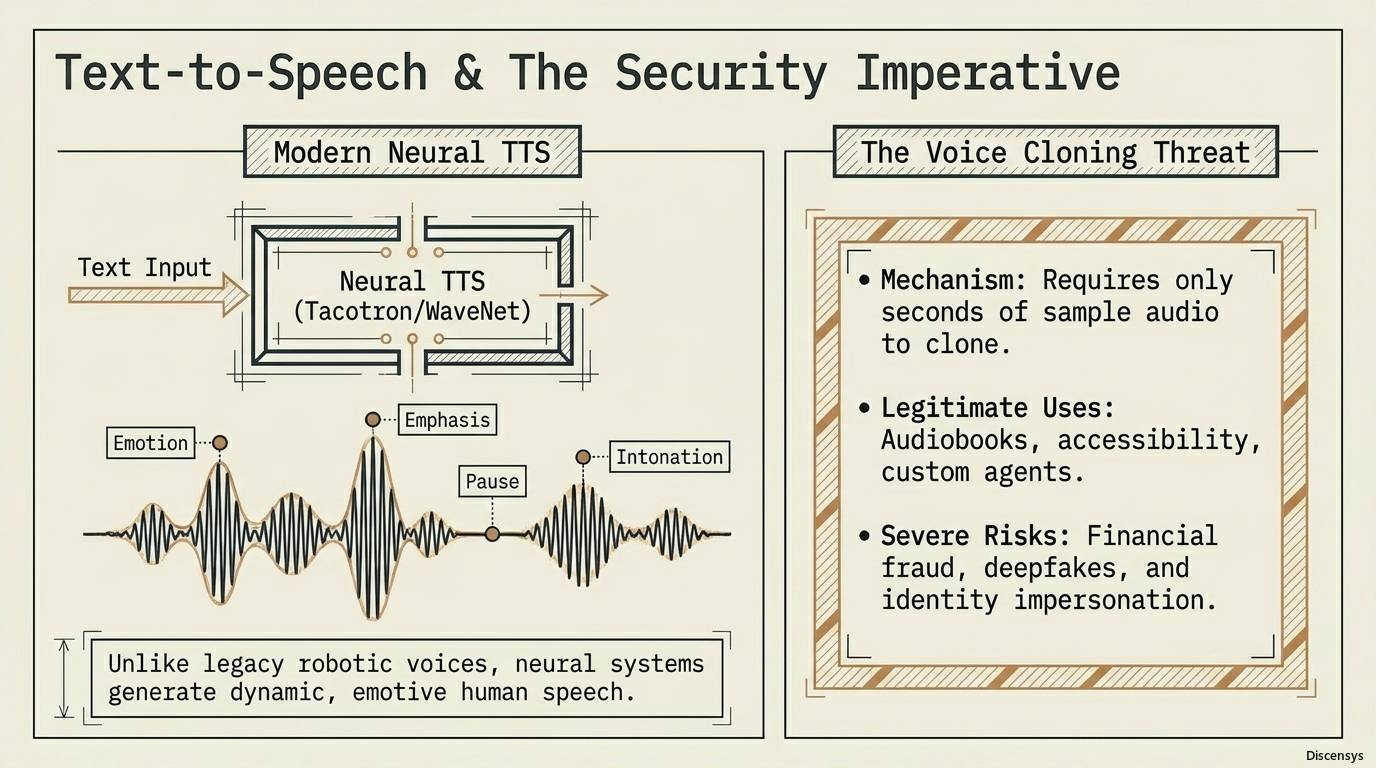 Text-to-Speech & The Security Imperative
Modern Neural TTS
Text Input
Neural TTS
(Tacotron/WaveNet)
Emotion
Emphasis
Pause
Intonation
Unlike legacy robotic voices, neural systems
generate dynamic, emotive human speech.
The Voice Cloning Threat
• Mechanism: Requires only
seconds of sample audio
to clone.
• Legitimate Uses:
Audiobooks, accessibility,
custom agents.
• Severe Risks: Financial
fraud, deepfakes, and
identity impersonation.
Discensys